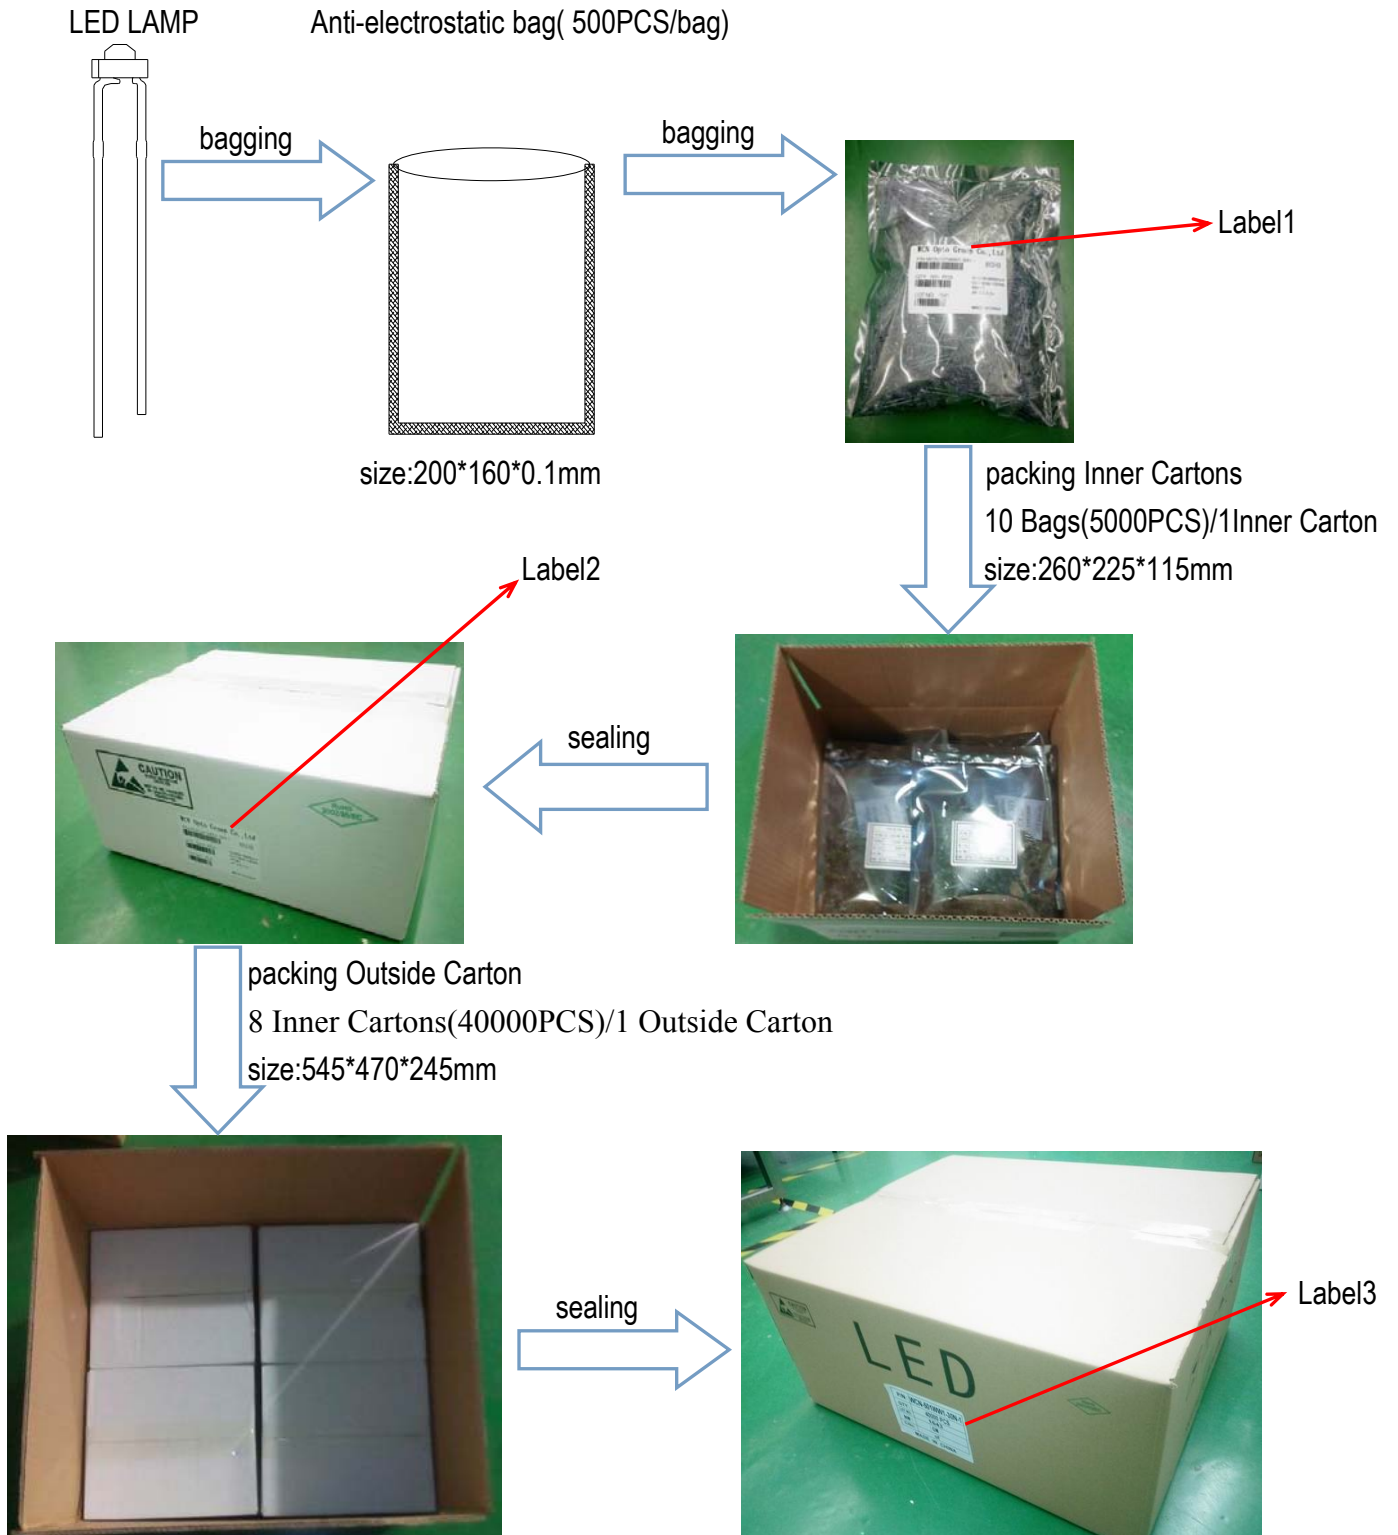 LED LAMP
Anti-electrostatic bag( 500PCS/bag)
bagging
bagging
Label1
size:200*160*0.1mm
packing Inner Cartons
10 Bags(5000PCS)/1Inner Carton
size:260*225*115mm
Label2
sealing
CAUTION
packing Outside Carton
8 Inner Cartons(40000PCS)/1 Outside Carton
size:545*470*245mm
sealing
Label3
LED